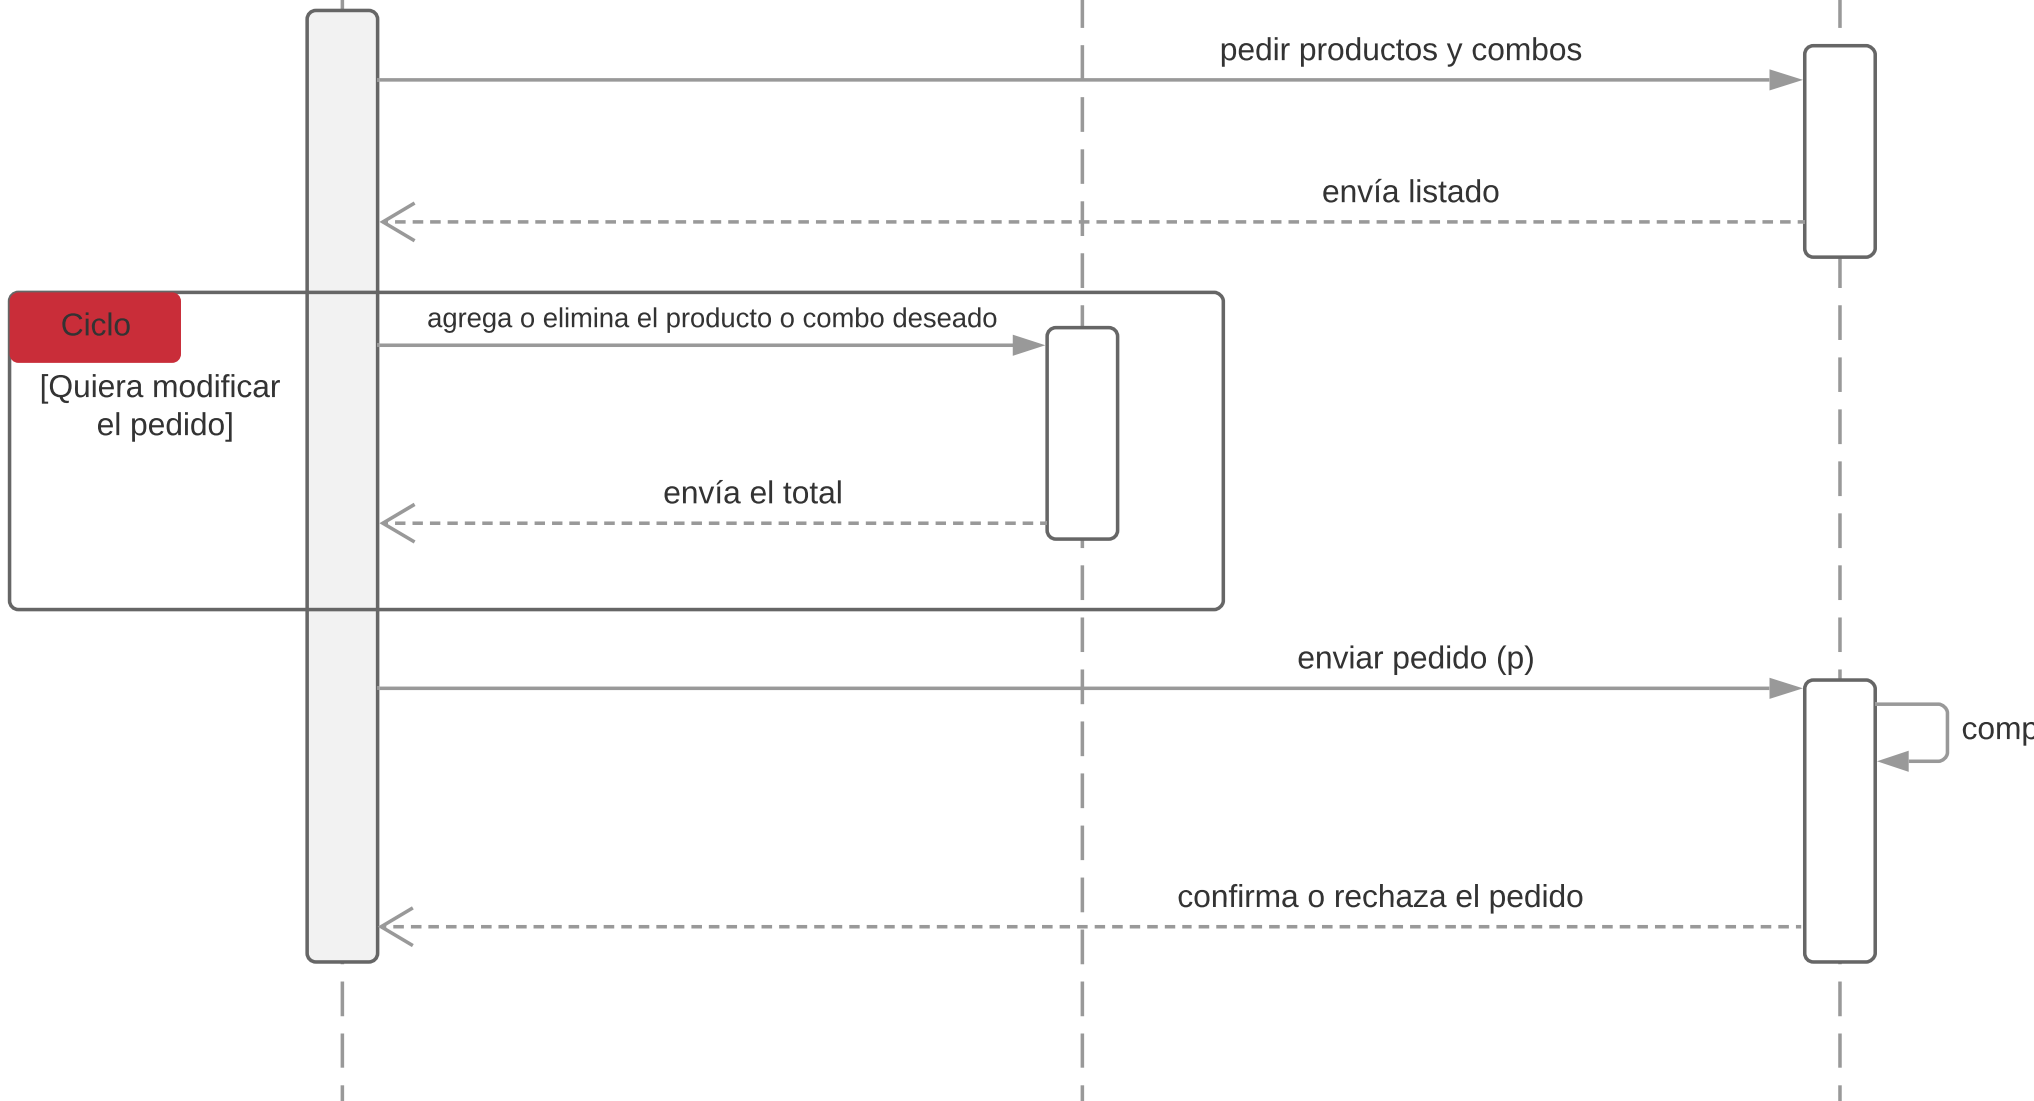 pedir productos y combos
envía listado
Ciclo
agrega o elimina el producto o combo deseado
[Quiera modificar
el pedido]
envía el total
enviar pedido (p)
confirma o rechaza el pedido